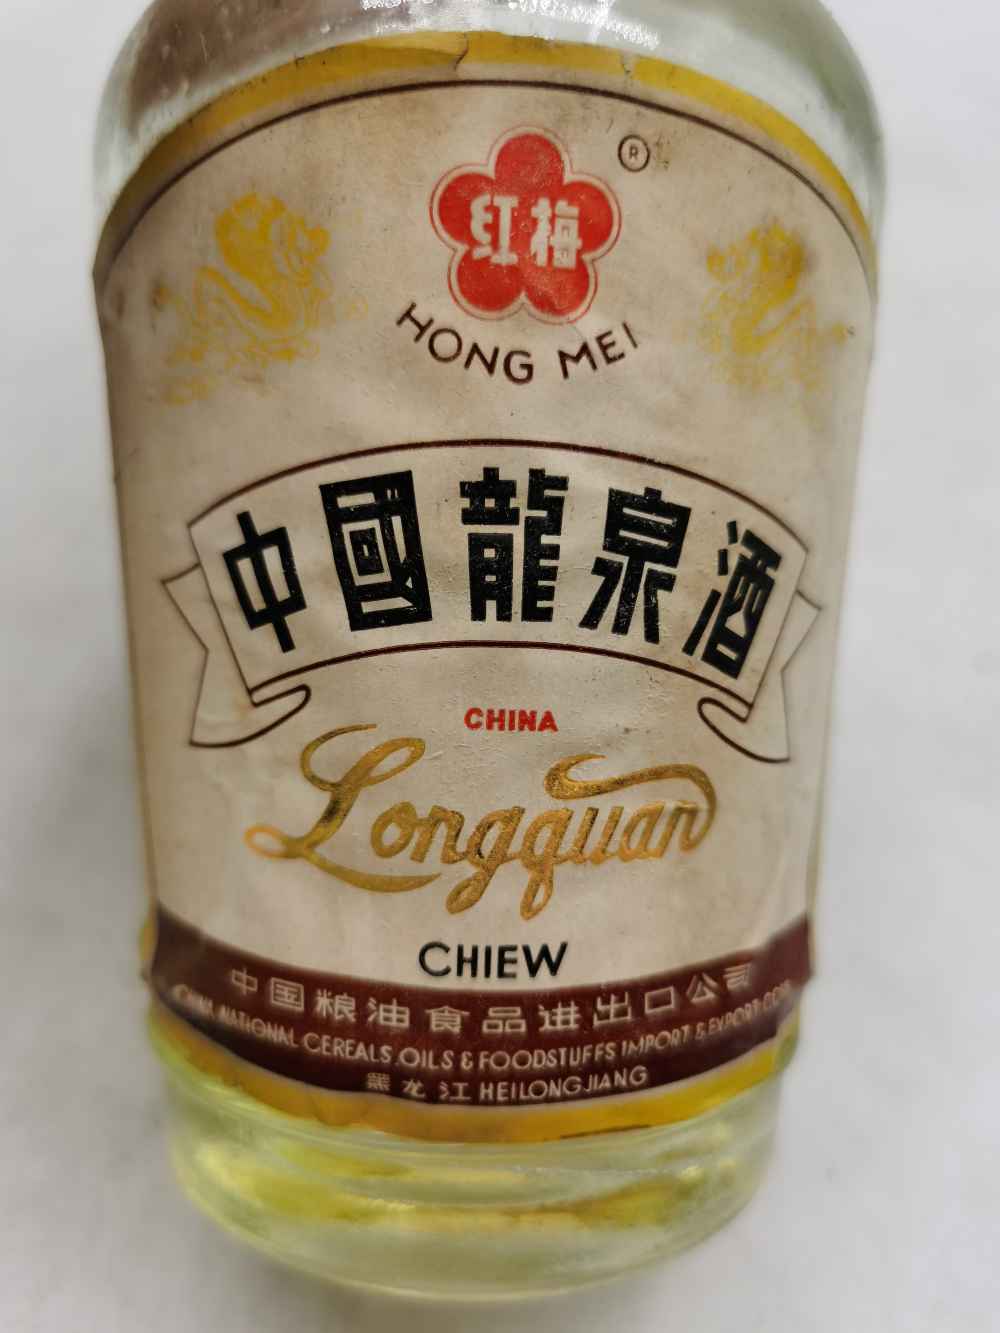 红梅
®
HONG MEI
中國龍泉酒
CHINA
Longquan
CHIEW
中国粮油食品进出口公司
CHINA NATIONAL CEREALS.OILS & FOODSTUFFS IMPORT & EXPORT CORP
黑龙江 HEILONGJIANG